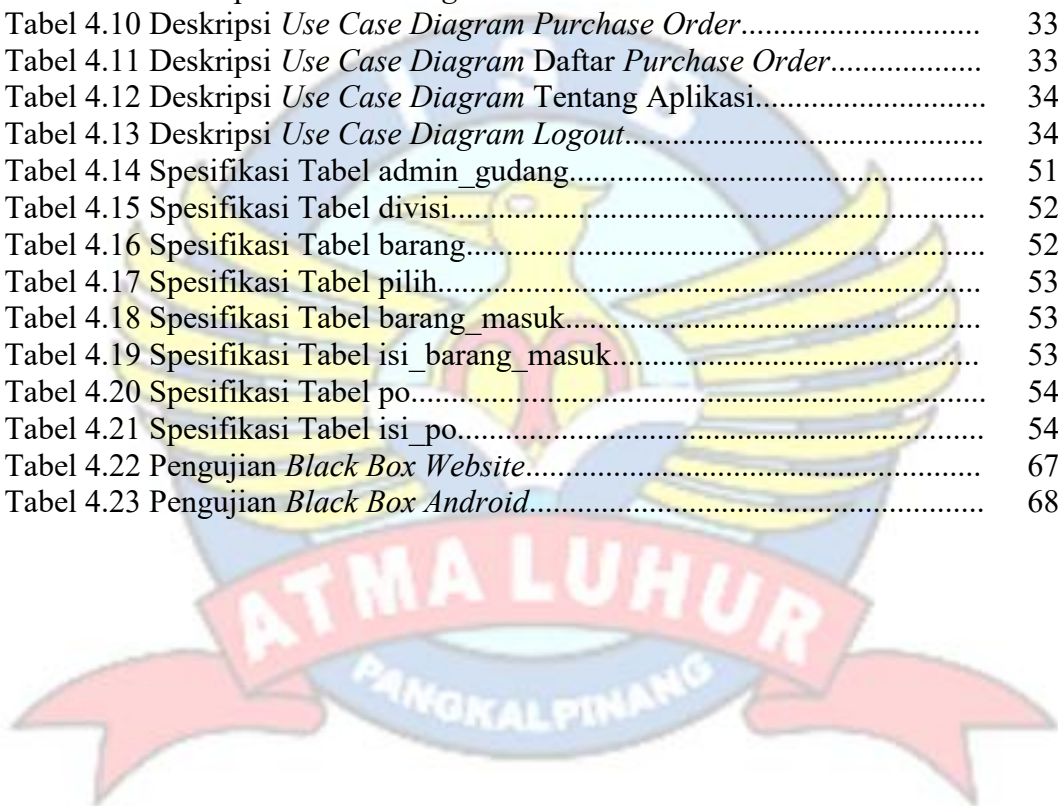 Tabel 4.10 Deskripsi Use Case Diagram Purchase Order............................. 33
Tabel 4.11 Deskripsi Use Case Diagram Daftar Purchase Order.................. 33
Tabel 4.12 Deskripsi Use Case Diagram Tentang Aplikasi............................ 34
Tabel 4.13 Deskripsi Use Case Diagram Logout........................................... 34
Tabel 4.14 Spesifikasi Tabel admin_gudang.................................................. 51
Tabel 4.15 Spesifikasi Tabel divisi................................................................ 52
Tabel 4.16 Spesifikasi Tabel barang.............................................................. 52
Tabel 4.17 Spesifikasi Tabel pilih.................................................................. 53
Tabel 4.18 Spesifikasi Tabel barang_masuk.................................................. 53
Tabel 4.19 Spesifikasi Tabel isi_barang_masuk............................................ 53
Tabel 4.20 Spesifikasi Tabel po..................................................................... 54
Tabel 4.21 Spesifikasi Tabel isi_po............................................................... 54
Tabel 4.22 Pengujian Black Box Website...................................................... 67
Tabel 4.23 Pengujian Black Box Android...................................................... 68
I S B
ATMA LUHUR
PANGKALPINANG